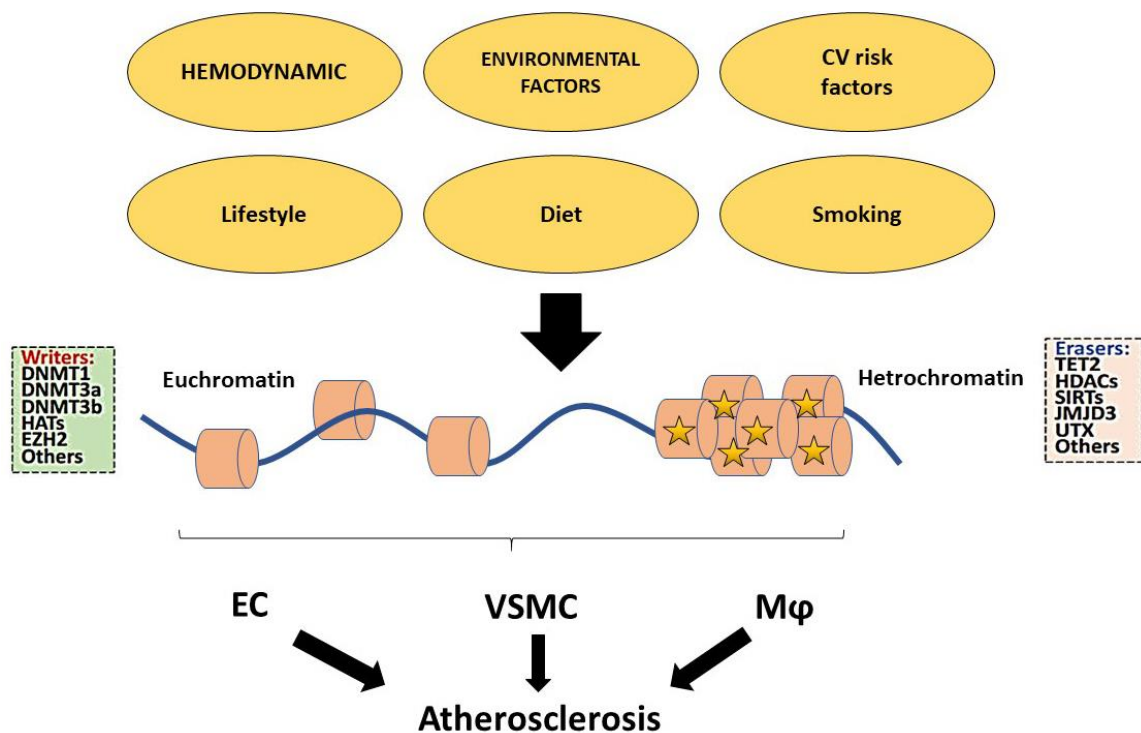 HEMODYNAMIC
ENVIRONMENTAL
FACTORS
CV risk
factors
Lifestyle
Diet
Smoking
Writers:
DNMT1
DNMT3a
DNMT3b
HATs
EZH2
Others
Euchromatin
Hetrochromatin
Erasers:
TET2
HDACs
SIRTs
JMJD3
UTX
Others
EC
VSMC
Mφ
Atherosclerosis